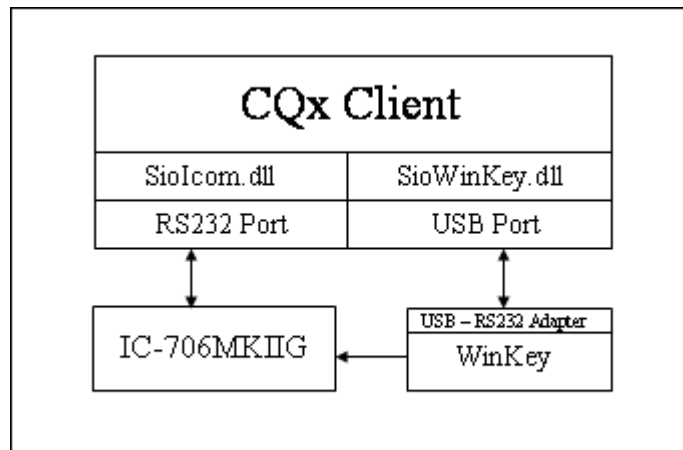 CQx Client
SioIcom.dll
SioWinKey.dll
RS232 Port
USB Port
USB – RS232 Adapter
IC-706MKIIG
WinKey